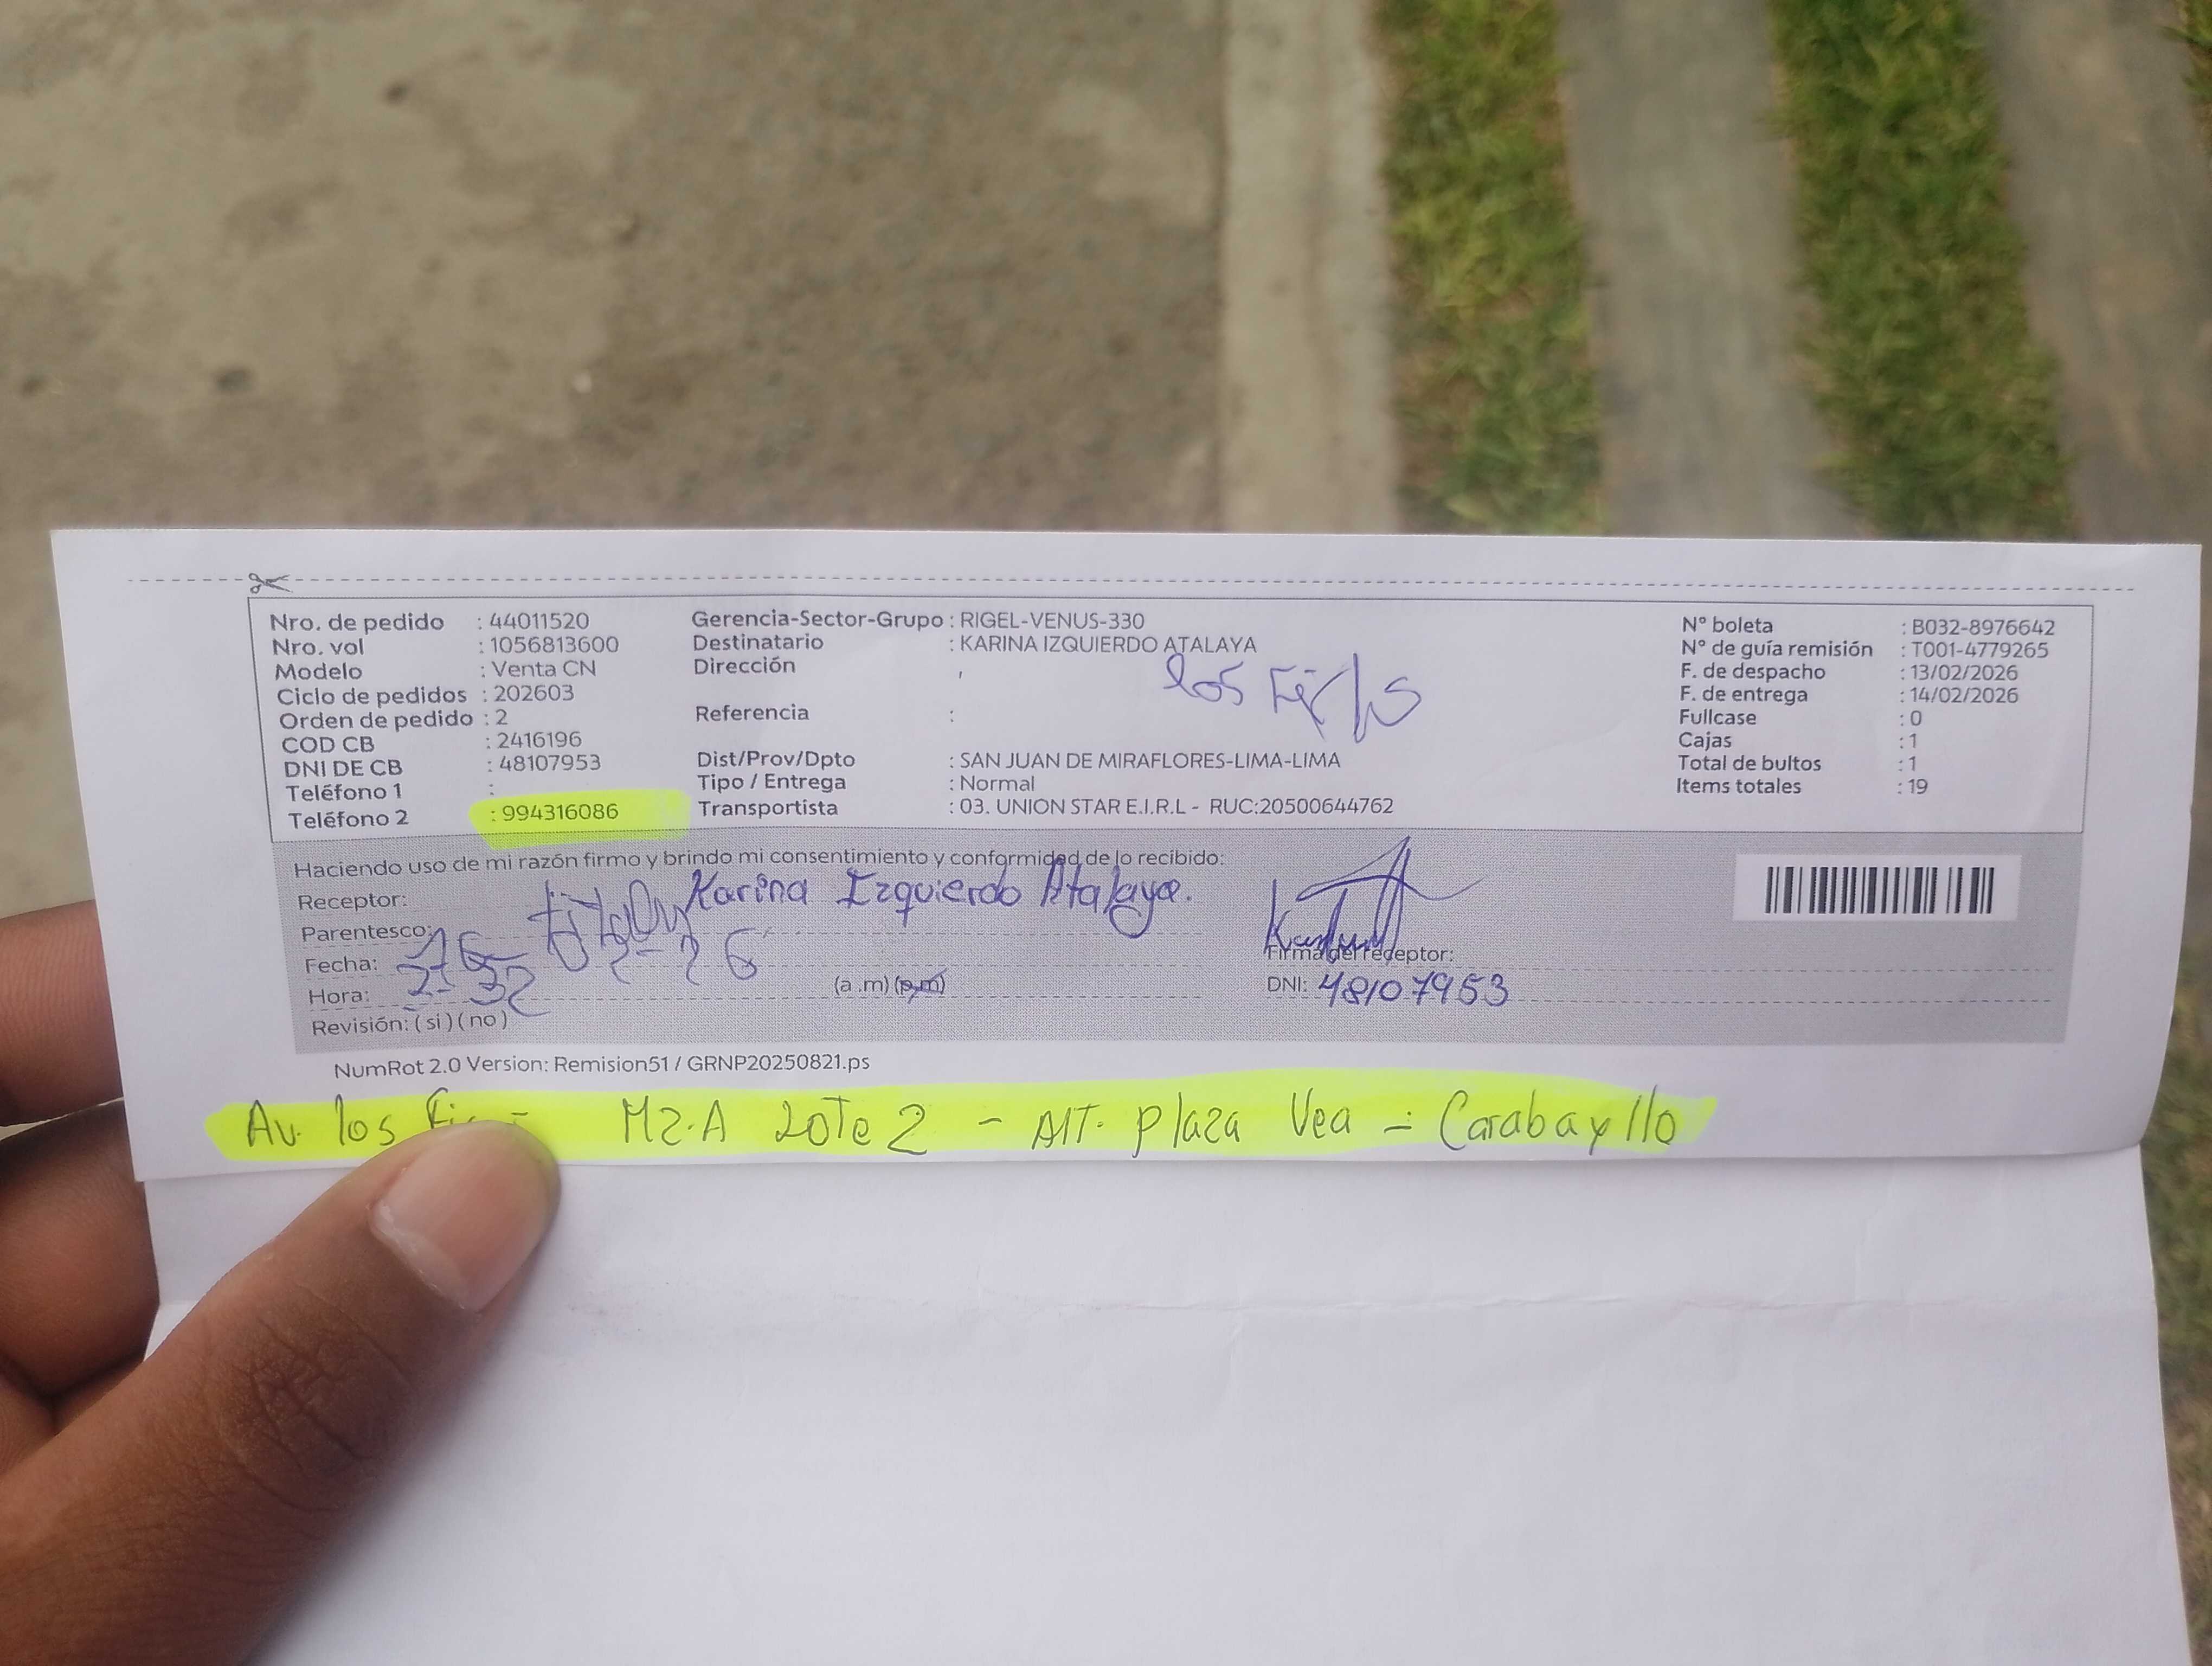 Nro. de pedido : 44011520
Nro. vol : 1056813600
Modelo : Venta CN
Ciclo de pedidos : 202603
Orden de pedido : 2
COD CB : 2416196
DNI DE CB : 48107953
Teléfono 1 :
Teléfono 2 : 994316086
Gerencia-Sector-Grupo : RIGEL-VENUS-330
Destinatario : KARINA IZQUIERDO ATALAYA
Dirección ,
los
Referencia :
Dist/Prov/Dpto : SAN JUAN DE MIRAFLORES-LIMA-LIMA
Tipo / Entrega : Normal
Transportista : 03. UNION STAR E.I.R.L - RUC:20500644762
N° boleta : B032-8976642
N° de guía remisión : T001-4779265
F. de despacho : 13/02/2026
F. de entrega : 14/02/2026
Fullcase : 0
Cajas : 1
Total de bultos : 1
Items totales : 19
Haciendo uso de mi razón firmo y brindo mi consentimiento y conformidad de lo recibido:
Receptor: Karina Izquierdo Atalaya.
Parentesco: Titular
Fecha: 16-2-26
Hora: 2-32 (a .m) (p.m)
Revisión: ( si ) ( no )
Firma del receptor:
DNI: 48107953
NumRot 2.0 Version: Remision51 / GRNP20250821.ps
Av. los MZ.A LOTe 2 - AlT. plaza Vea - Carabayllo